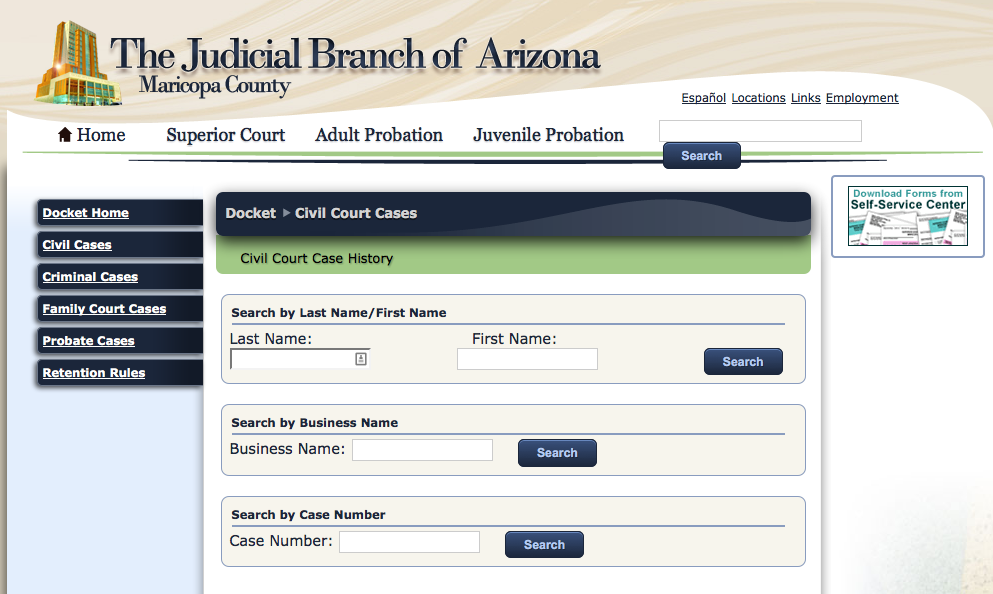 The Judicial Branch of Arizona
Maricopa County
Español Locations Links Employment
Home Superior Court Adult Probation Juvenile Probation
Search
Docket Home
Civil Cases
Criminal Cases
Family Court Cases
Probate Cases
Retention Rules
Docket Civil Court Cases
Civil Court Case History
Search by Last Name/First Name
Last Name: First Name:
Search
Search by Business Name
Business Name: Search
Search by Case Number
Case Number: Search
Download Forms from
Self-Service Center